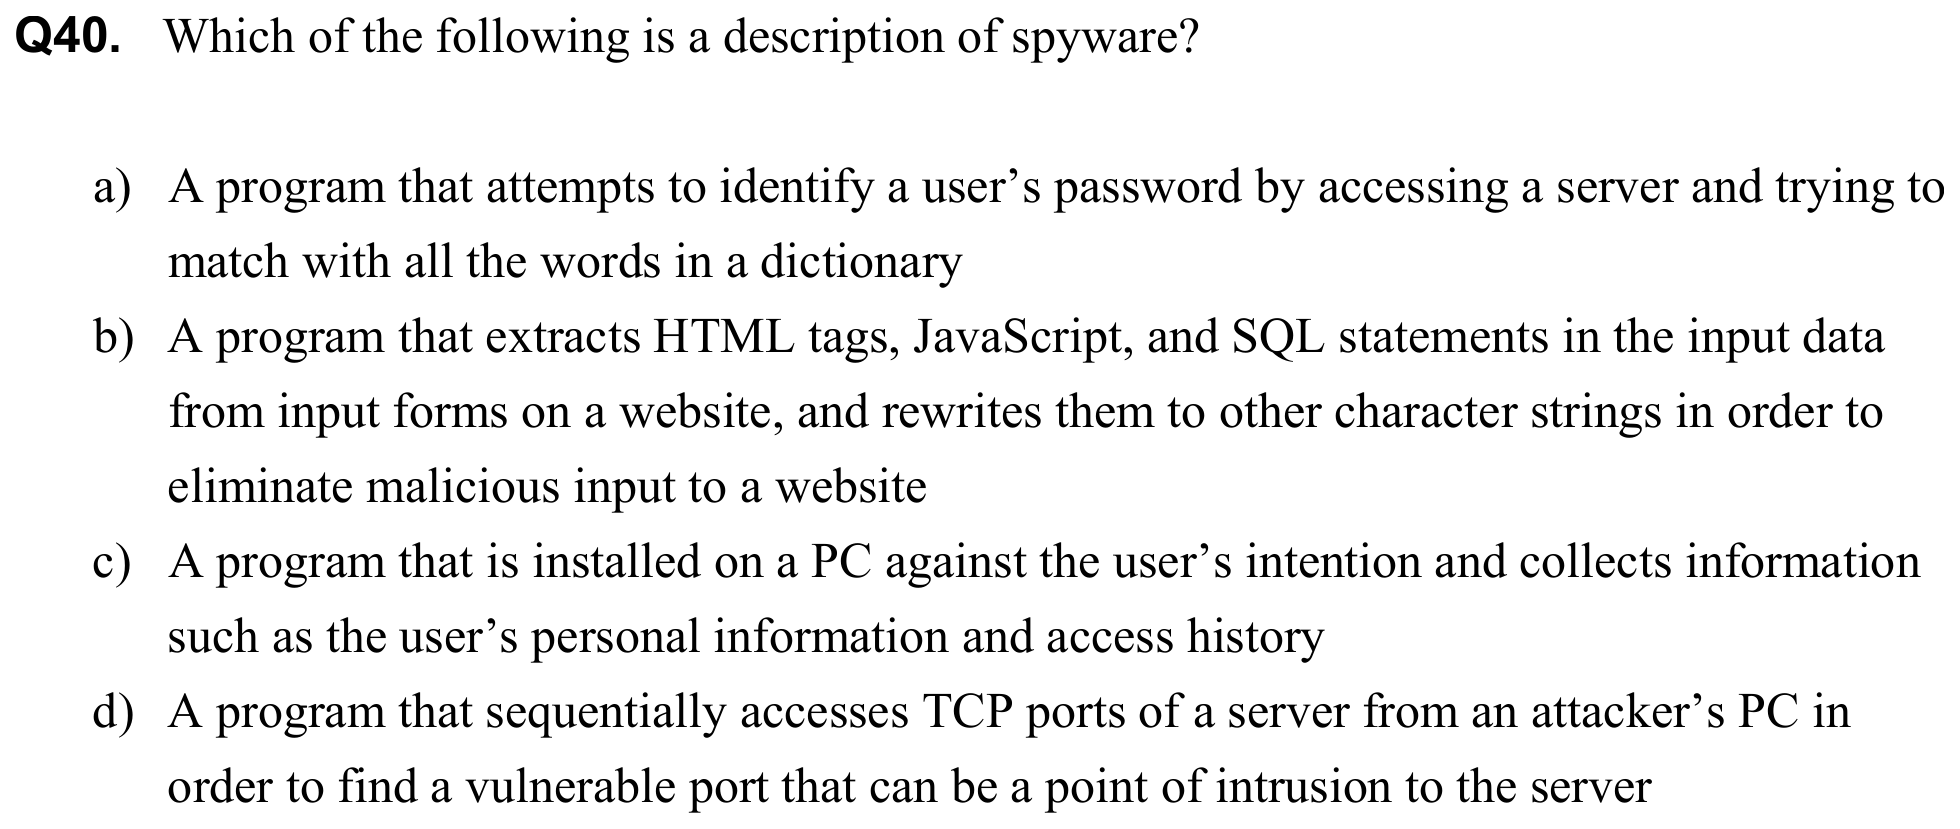 Q40. Which of the following is a description of spyware?
a) A program that attempts to identify a user’s password by accessing a server and trying to
match with all the words in a dictionary
b) A program that extracts HTML tags, JavaScript, and SQL statements in the input data
from input forms on a website, and rewrites them to other character strings in order to
eliminate malicious input to a website
c) A program that is installed on a PC against the user’s intention and collects information
such as the user’s personal information and access history
d) A program that sequentially accesses TCP ports of a server from an attacker’s PC in
order to find a vulnerable port that can be a point of intrusion to the server